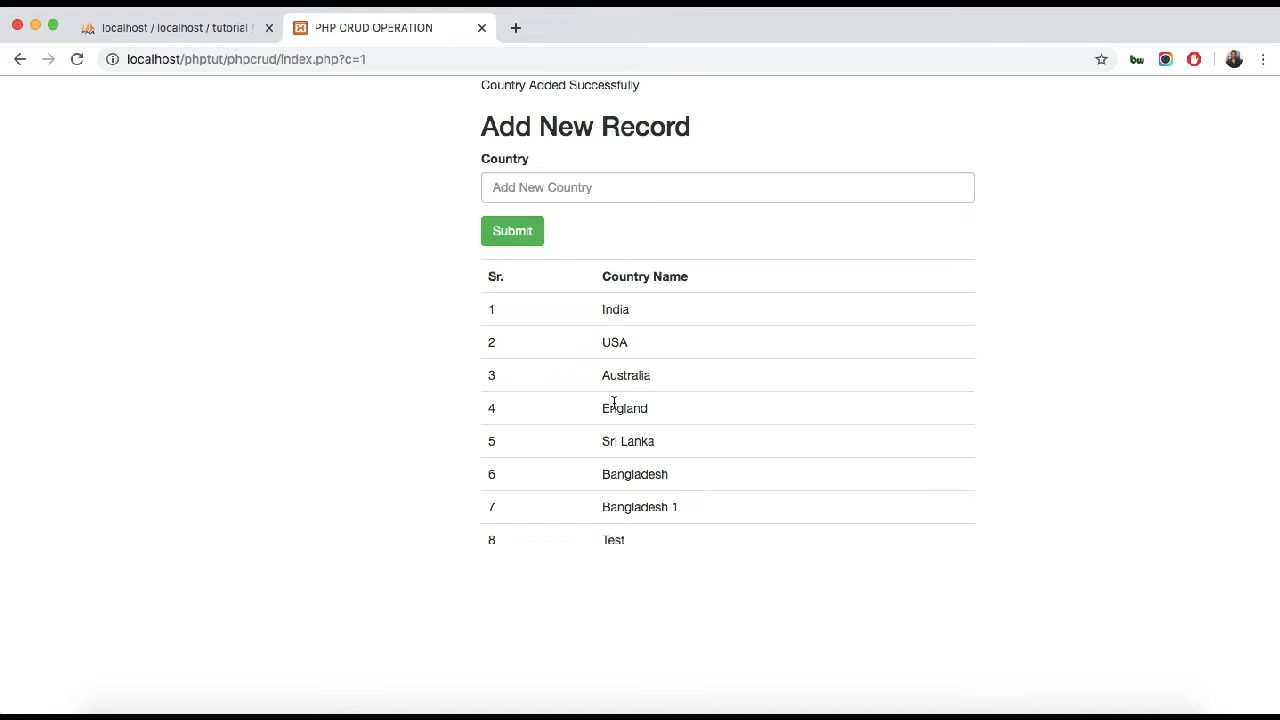 localhost / localhost / tutorial /
PHP CRUD OPERATION
localhost/phptut/phpcrud/index.php?c=1
bw
Country Added Successfully
Add New Record
Country
Add New Country
Submit
Sr. Country Name
1 India
2 USA
3 Australia
4 England
5 Sri Lanka
6 Bangladesh
7 Bangladesh 1
8 Test